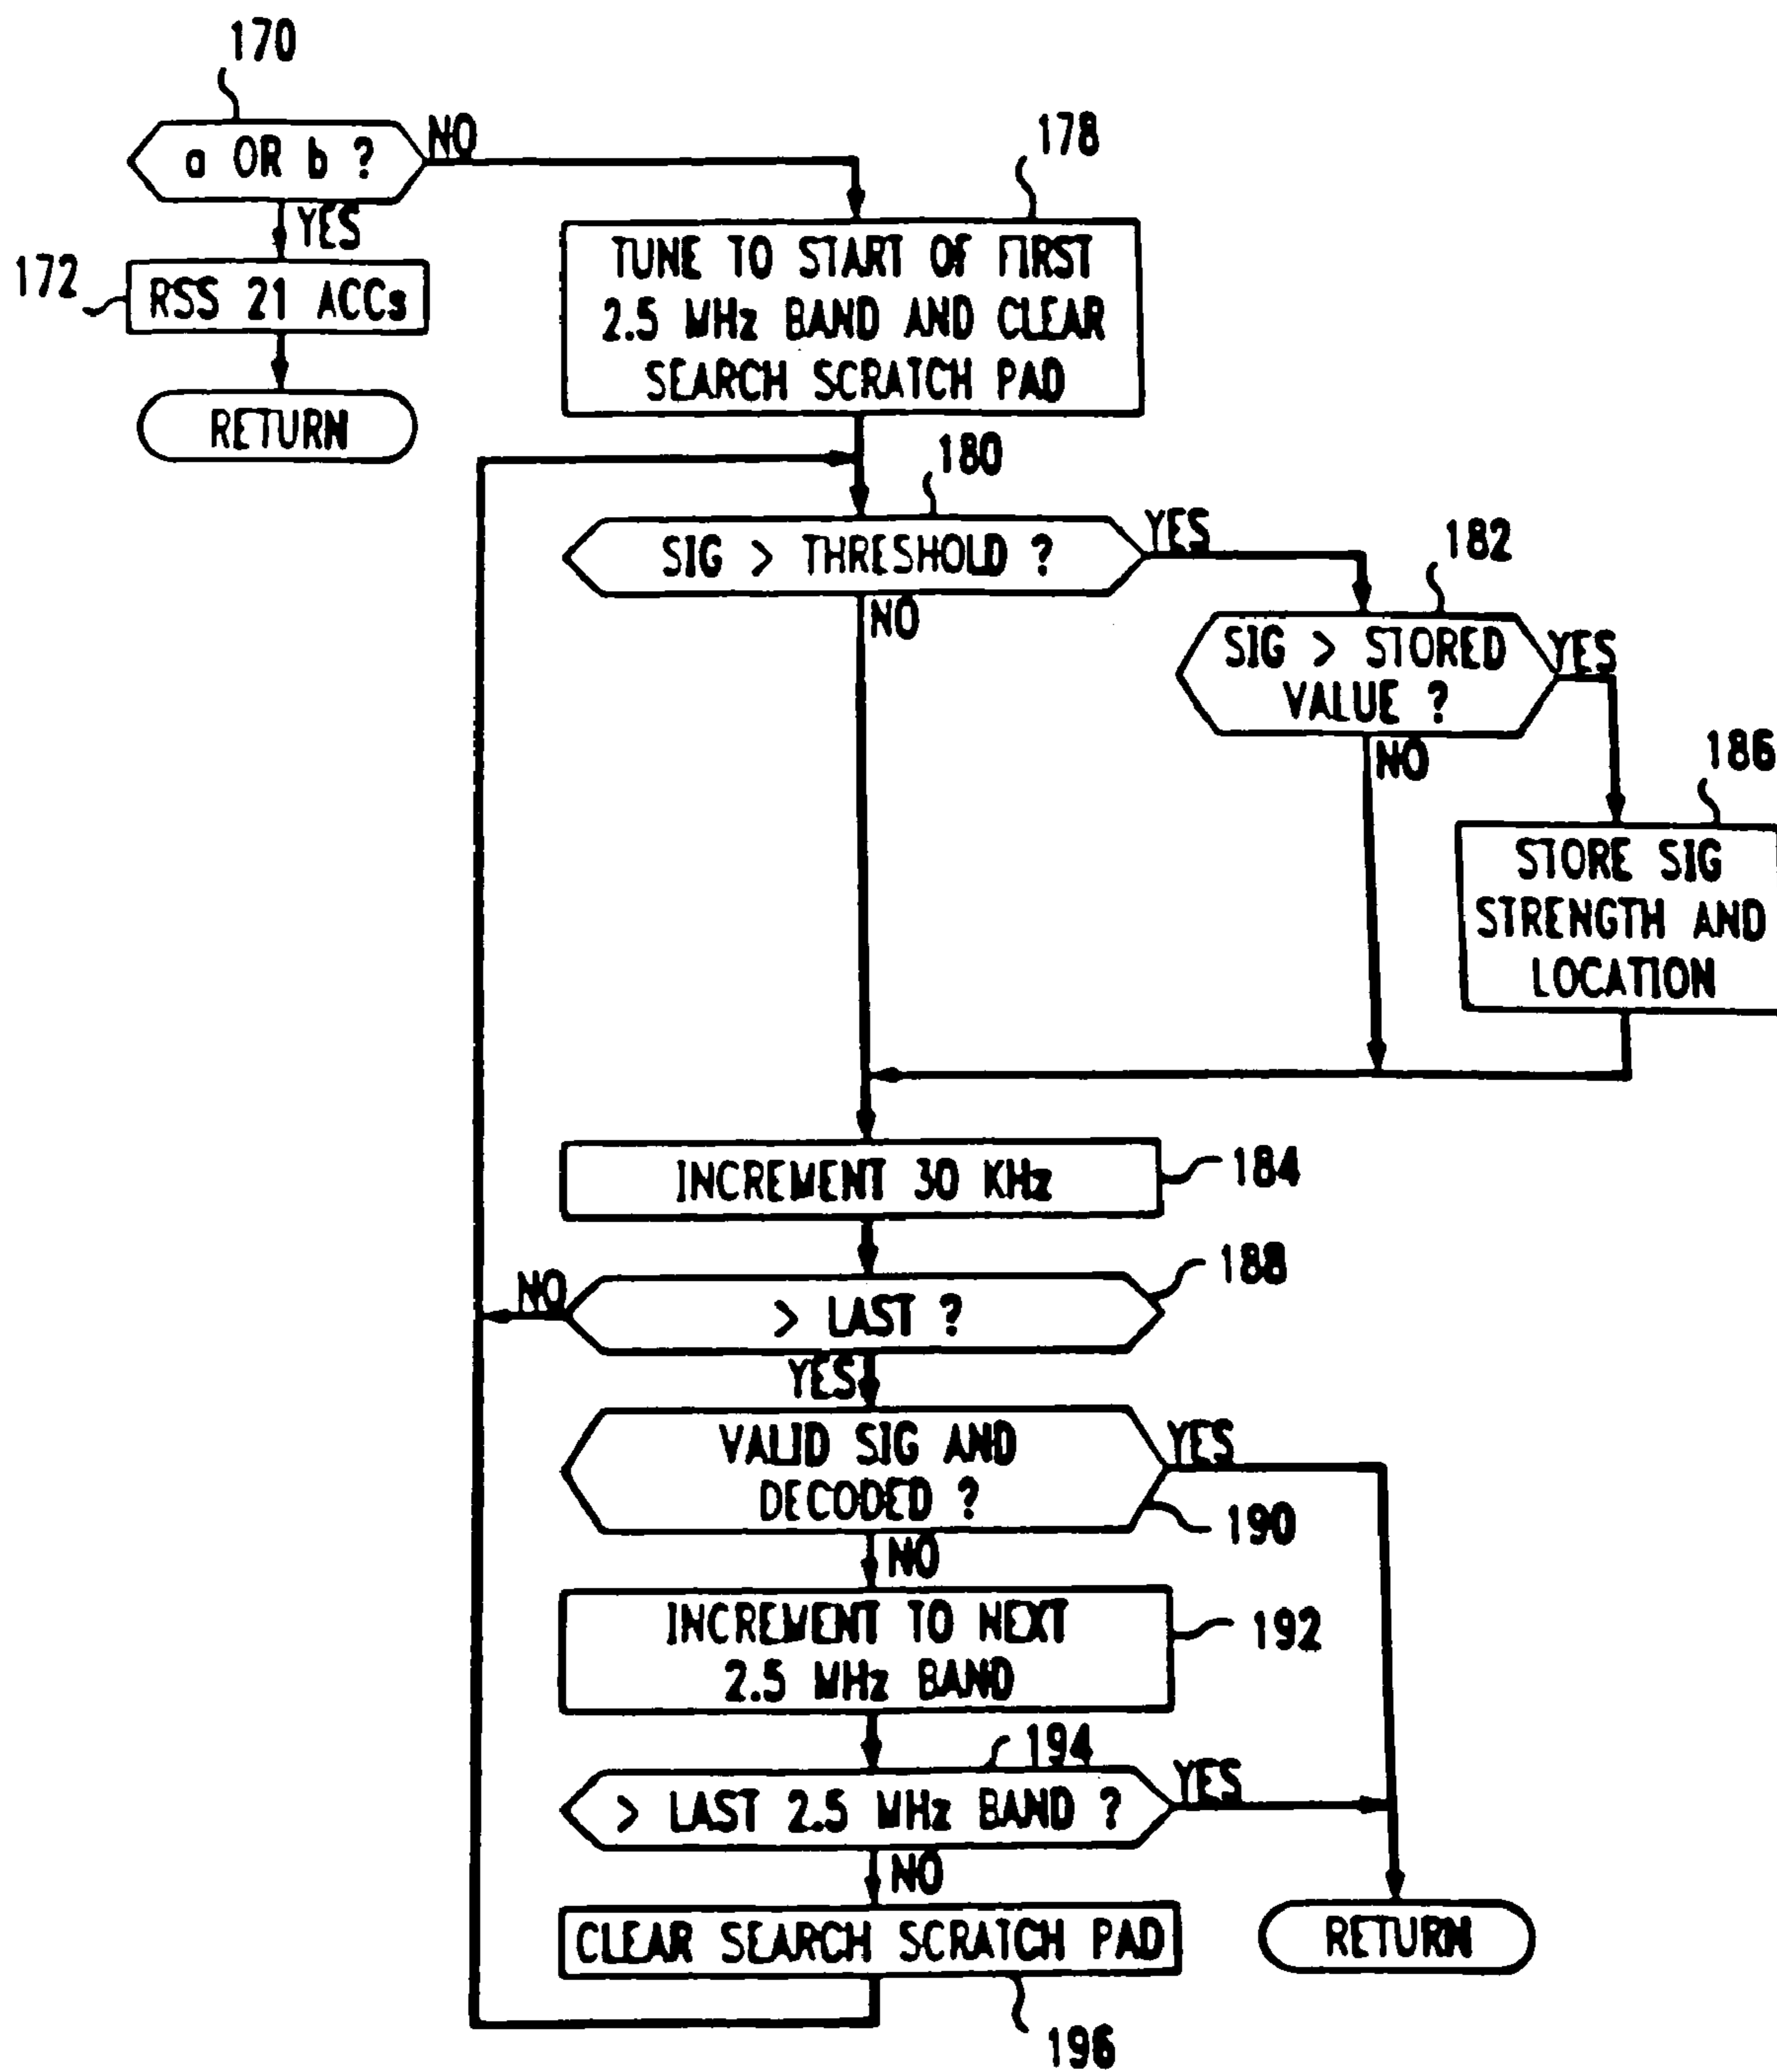 170
a OR b ?
NO
YES
172
RSS 21 ACCs
RETURN
178
TUNE TO START OF FIRST
2.5 MHz BAND AND CLEAR
SEARCH SCRATCH PAD
180
SIG > THRESHOLD ?
YES
NO
182
SIG > STORED
VALUE ?
YES
NO
186
STORE SIG
STRENGTH AND
LOCATION
INCREMENT 30 KHz
184
188
NO
> LAST ?
YES
VALID SIG AND
DECODED ?
YES
190
NO
INCREMENT TO NEXT
2.5 MHz BAND
192
194
> LAST 2.5 MHz BAND ?
YES
NO
CLEAR SEARCH SCRATCH PAD
RETURN
196